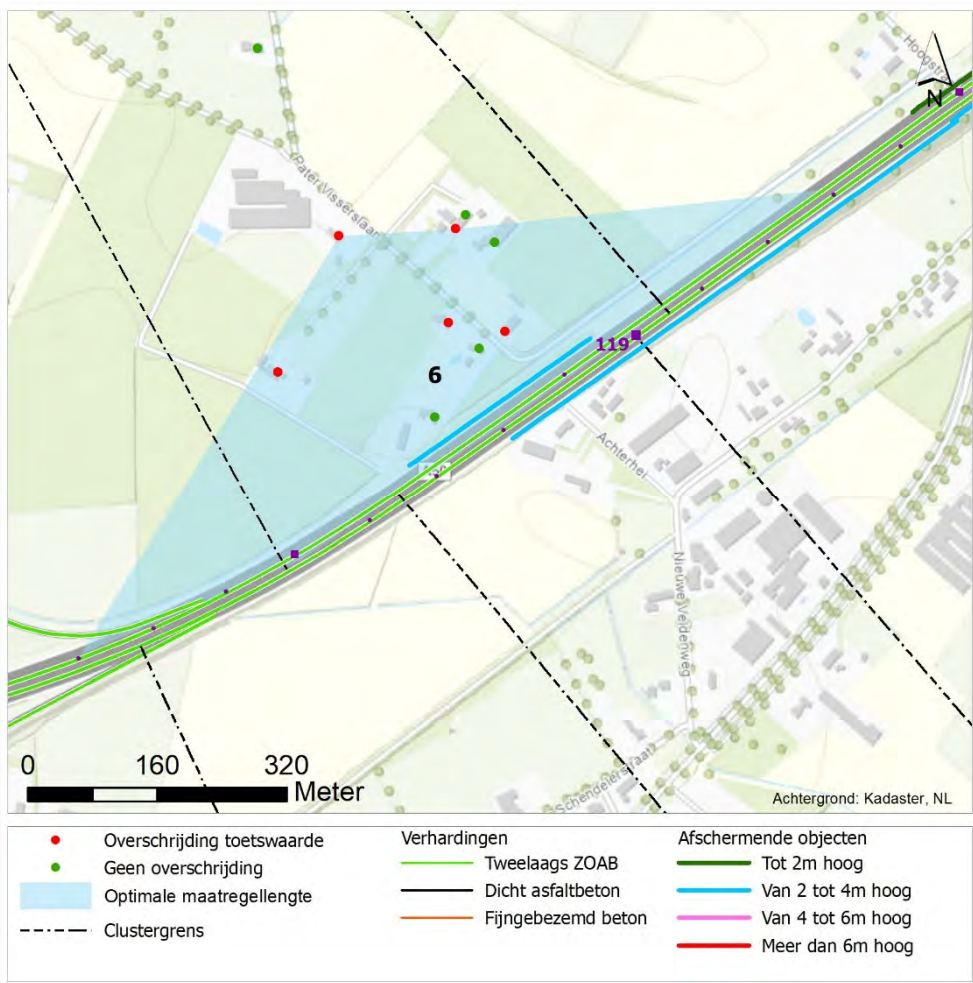 Hoogstra
N
Pater Visserslaan
119
6
Achterhei
Nieuwe Veldenweg
Schendelerstraat
0 160 320
Meter
Achtergrond: Kadaster, NL
Overschrijding toetswaarde
Geen overschrijding
Optimale maatregellengte
Clustergrens
Verhardingen
Tweelaags ZOAB
Dicht asfaltbeton
Fijngebezemd beton
Afschermende objecten
Tot 2m hoog
Van 2 tot 4m hoog
Van 4 tot 6m hoog
Meer dan 6m hoog